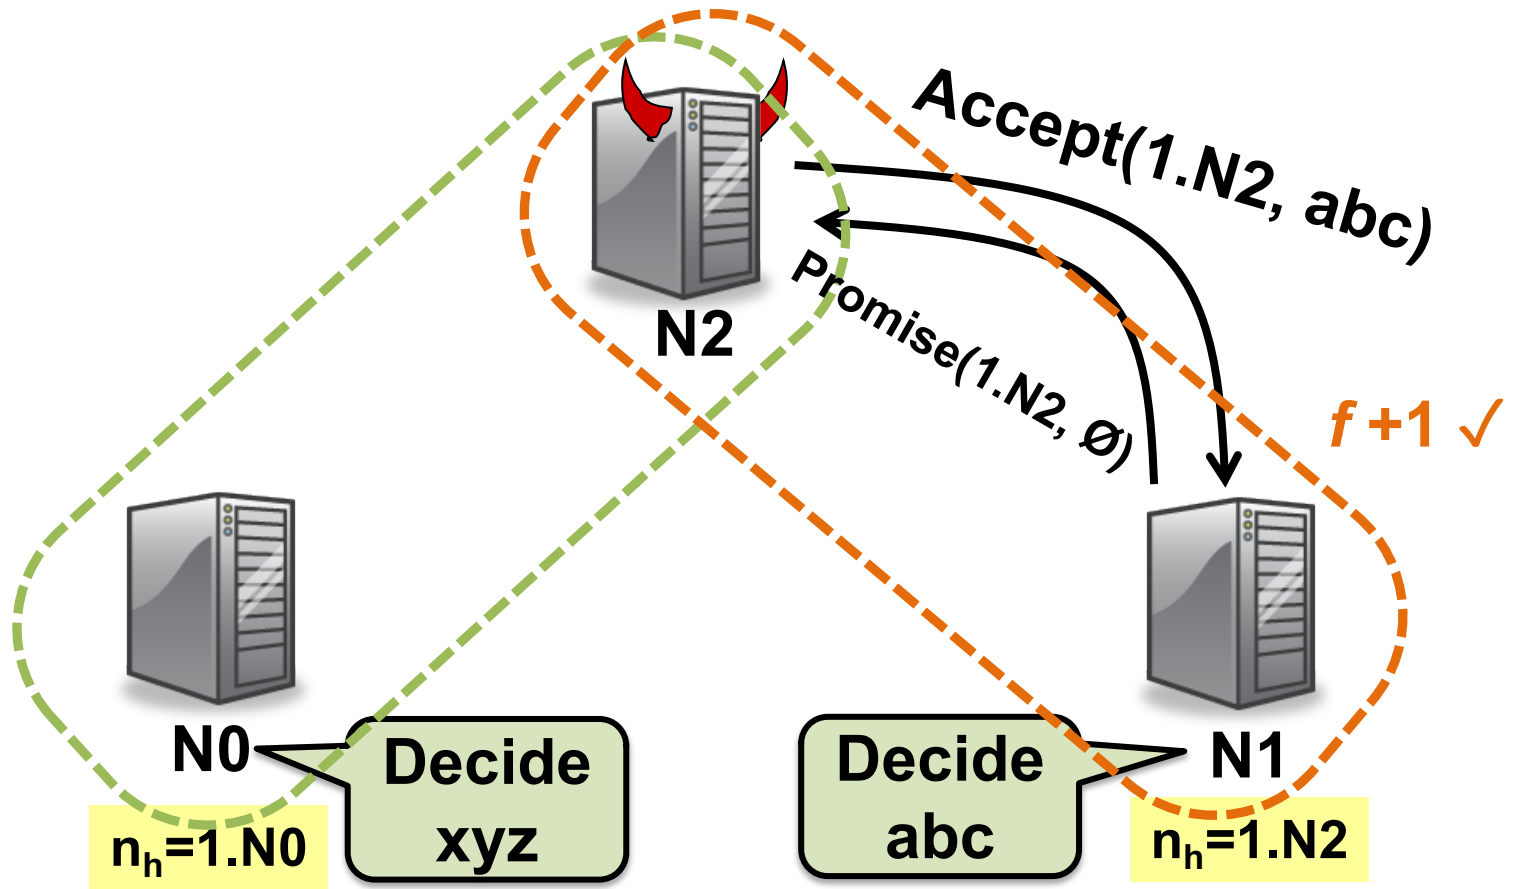 Accept(1.N2, abc)
Promise(1.N2, Ø)
N2
f +1 ✓
N0
Decide
xyz
Decide
abc
N1
nh=1.N0
nh=1.N2